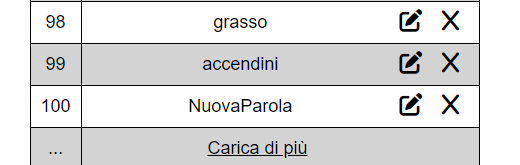 98 grasso
99 accendini
100 NuovaParola
... Carica di più